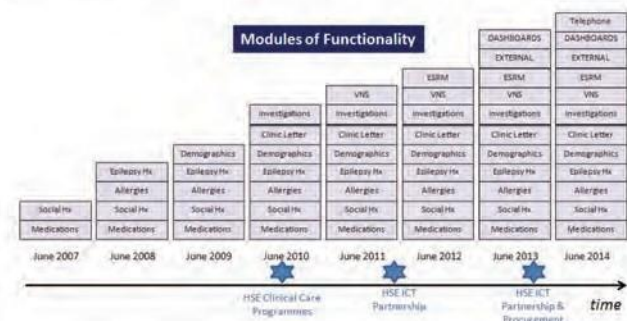 Modules of Functionality
Telephone
DASHBOARDS
DASHBOARDS
EXTERNAL
EXTERNAL
ESRM
ESRM
ESRM
VNS
VNS
VNS
VNS
Investigations
Investigations
Investigations
Investigations
Investigations
Clinic Letter
Clinic Letter
Clinic Letter
Clinic Letter
Clinic Letter
Demographics
Demographics
Demographics
Demographics
Demographics
Demographics
Epilepsy Hx
Epilepsy Hx
Epilepsy Hx
Epilepsy Hx
Epilepsy Hx
Epilepsy Hx
Epilepsy Hx
Allergies
Allergies
Allergies
Allergies
Allergies
Allergies
Allergies
Social Hx
Social Hx
Social Hx
Social Hx
Social Hx
Social Hx
Social Hx
Social Hx
Medications
Medications
Medications
Medications
Medications
Medications
Medications
Medications
June 2007
June 2008
June 2009
June 2010
June 2011
June 2012
June 2013
June 2014
HSE Clinical Care
Programmes
HSE ICT
Partnership
HSE ICT
Partnership &
Procurement
time